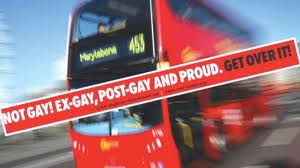 Marylebone 453
NOT GAY! EX-GAY, POST-GAY AND PROUD. GET OVER IT!